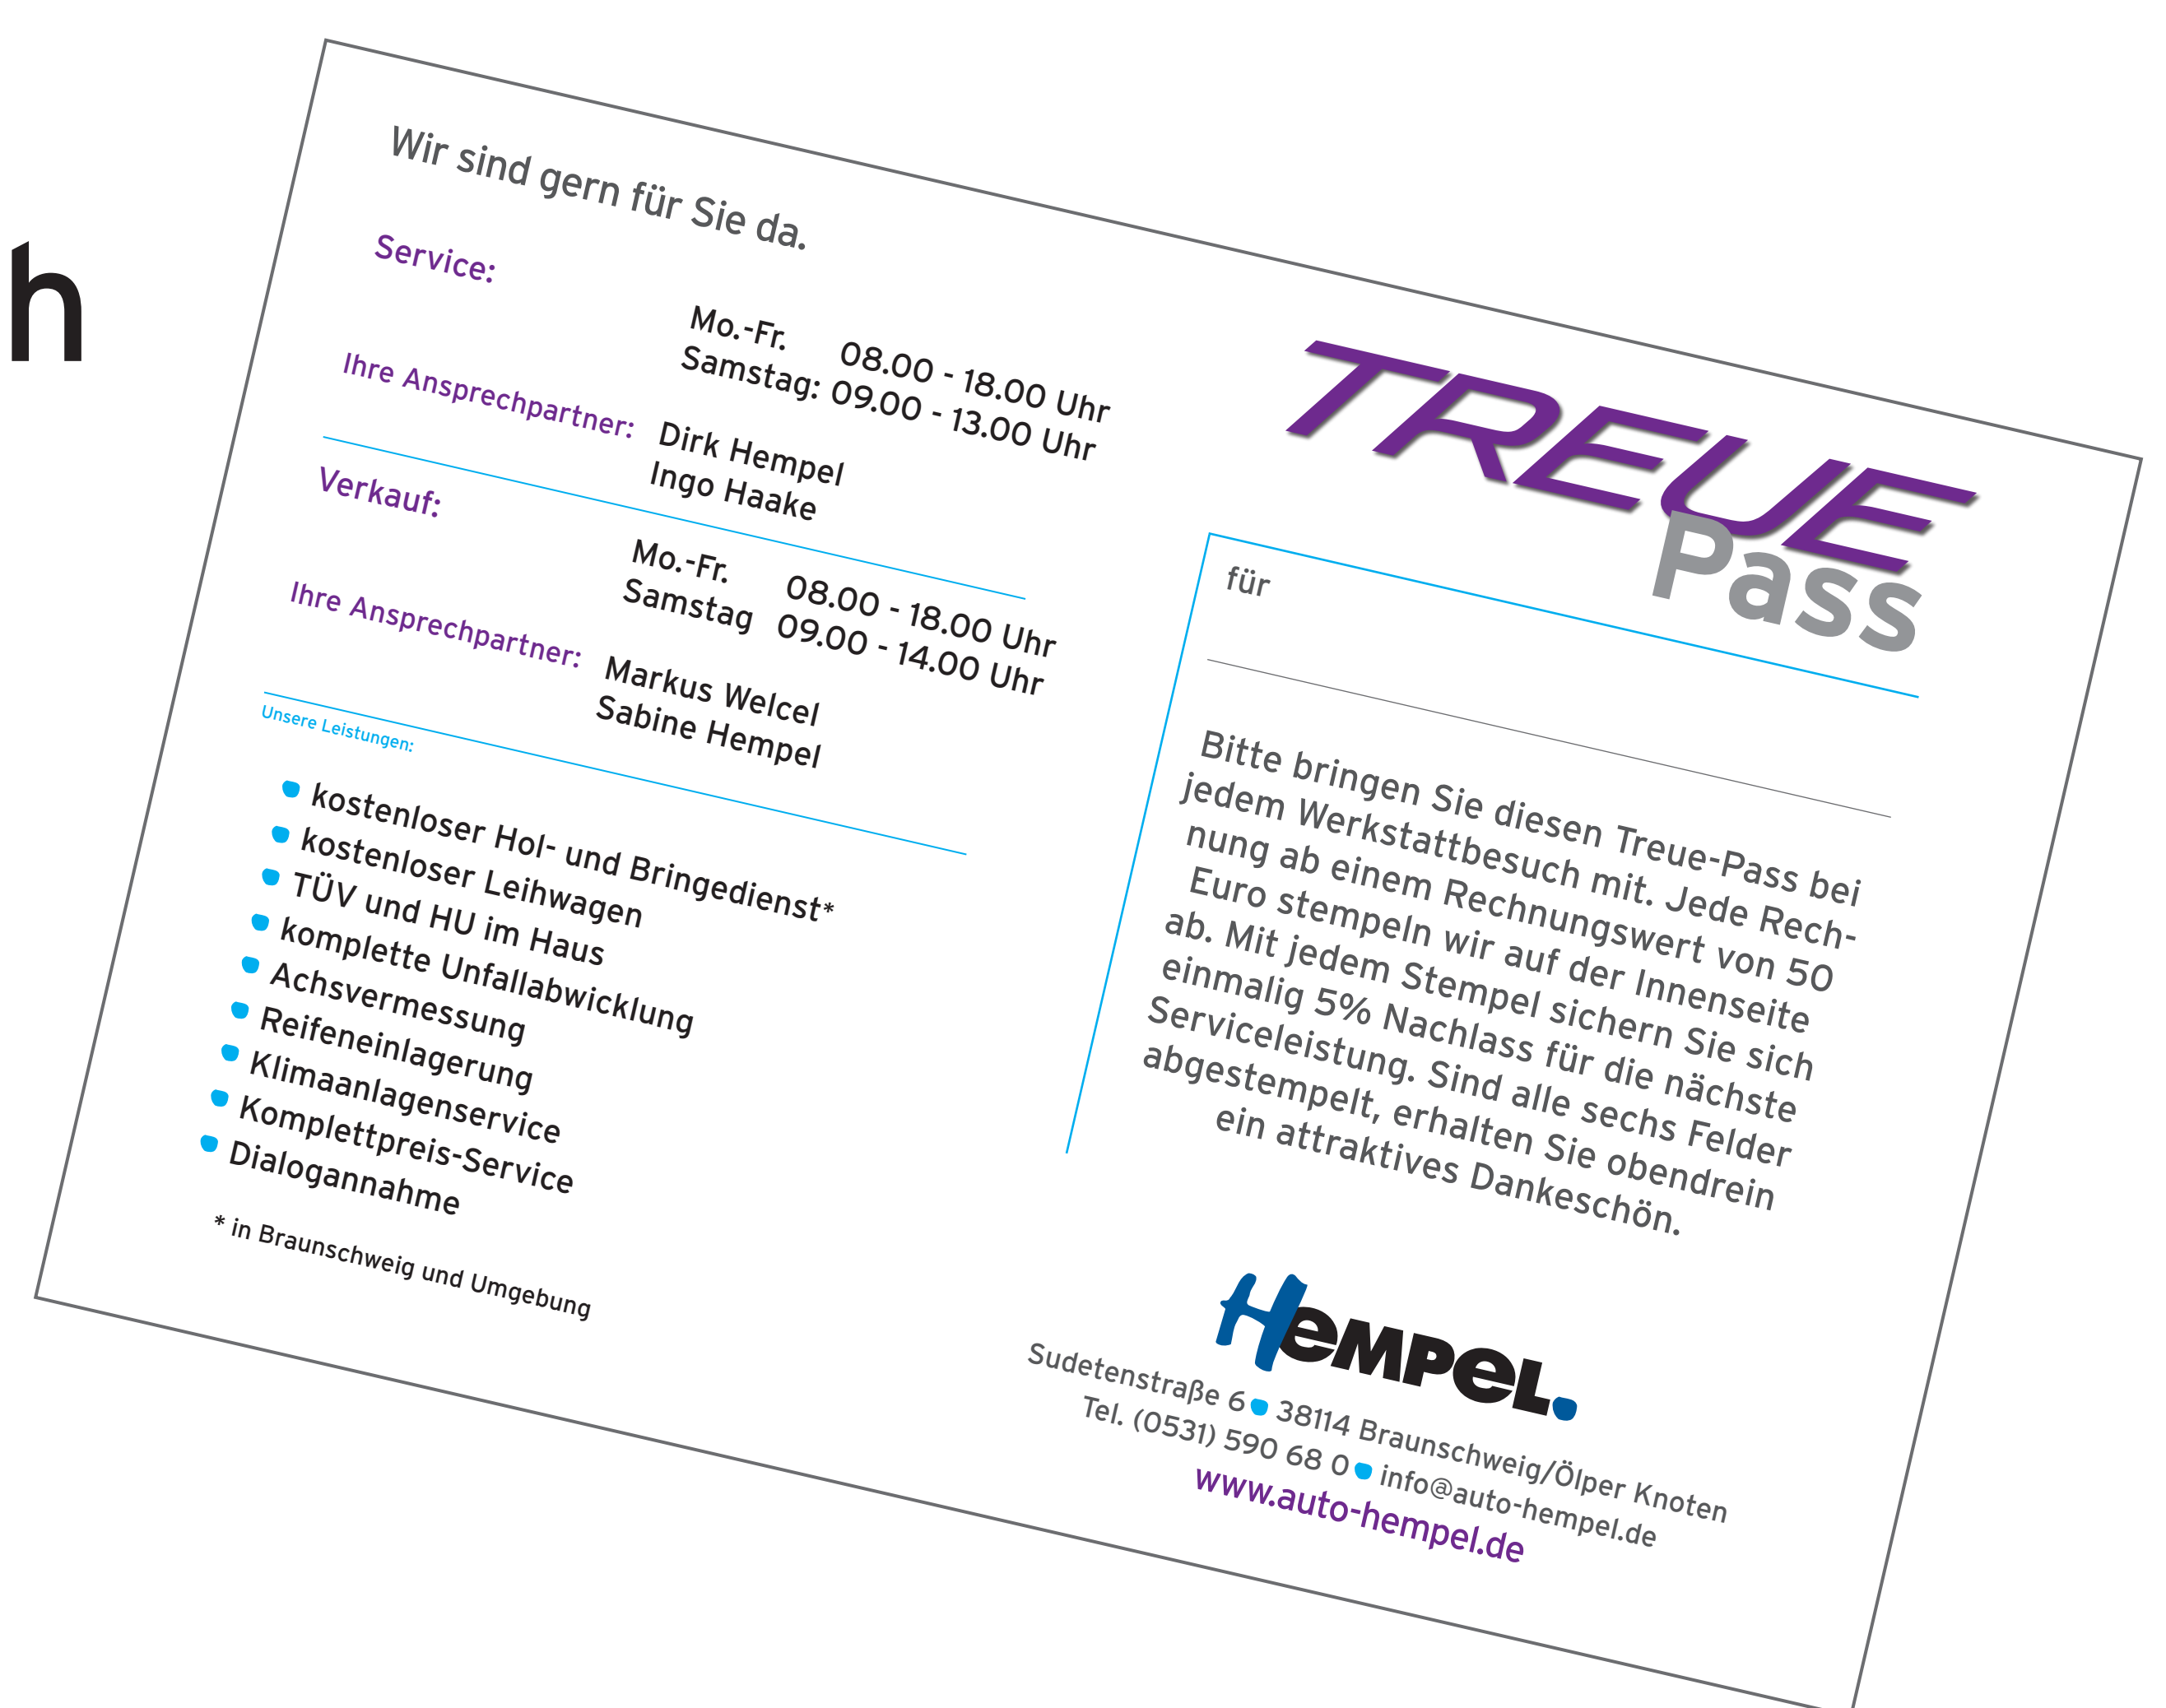 h
Wir sind gern für Sie da.
Service:
Mo.-Fr. 08.00 - 18.00 Uhr
Samstag: 09.00 - 13.00 Uhr
Ihre Ansprechpartner: Dirk Hempel
Ingo Haake
Verkauf:
Mo.-Fr. 08.00 - 18.00 Uhr
Samstag 09.00 - 14.00 Uhr
Ihre Ansprechpartner: Markus Welcel
Sabine Hempel
Unsere Leistungen:
kostenloser Hol- und Bringedienst*
kostenloser Leihwagen
TÜV und HU im Haus
komplette Unfallabwicklung
Achsvermessung
Reifeneinlagerung
Klimaanlagenservice
Komplettpreis-Service
Dialogannahme
* in Braunschweig und Umgebung
TREUE
Pass
für
Bitte bringen Sie diesen Treue-Pass bei
jedem Werkstattbesuch mit. Jede Rech-
nung ab einem Rechnungswert von 50
Euro stempeln wir auf der Innenseite
ab. Mit jedem Stempel sichern Sie sich
einmalig 5% Nachlass für die nächste
Serviceleistung. Sind alle sechs Felder
abgestempelt, erhalten Sie obendrein
ein attraktives Dankeschön.
Hempel.
Sudetenstraße 6 • 38114 Braunschweig/Ölper Knoten
Tel. (0531) 590 68 0 • info@auto-hempel.de
www.auto-hempel.de